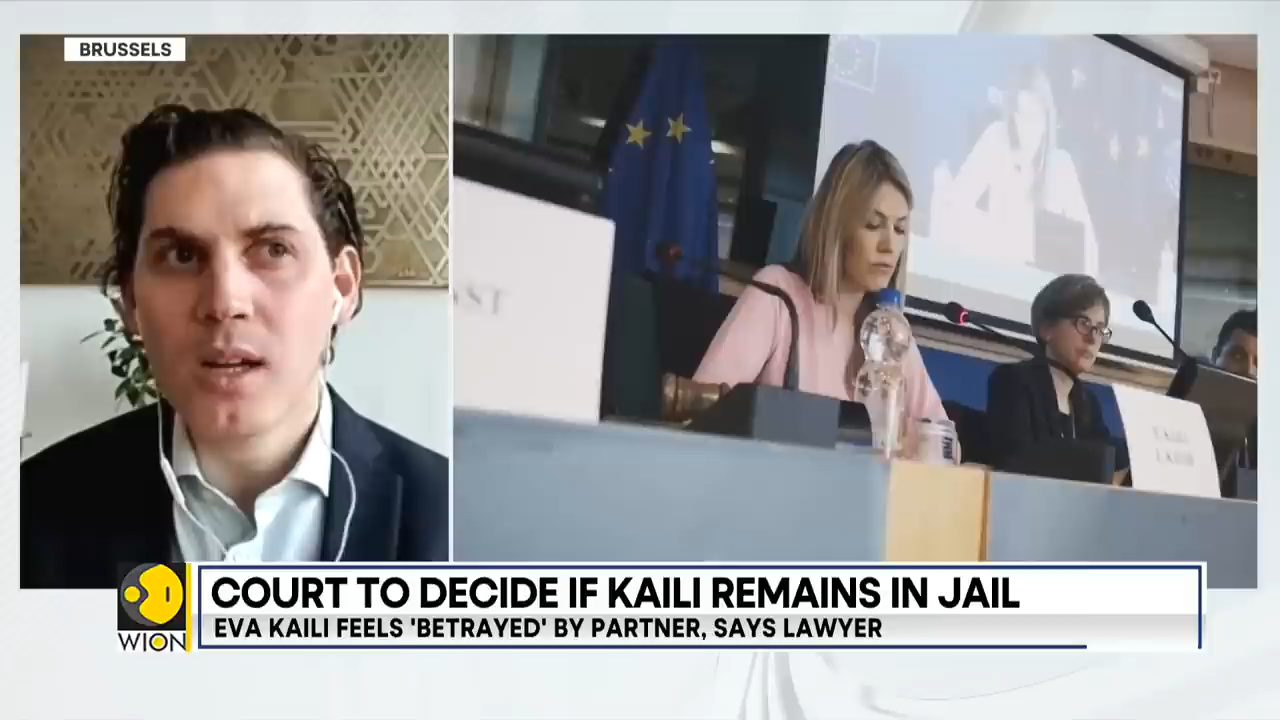 BRUSSELS
COURT TO DECIDE IF KAILI REMAINS IN JAIL
EVA KAILI FEELS 'BETRAYED' BY PARTNER, SAYS LAWYER
WION